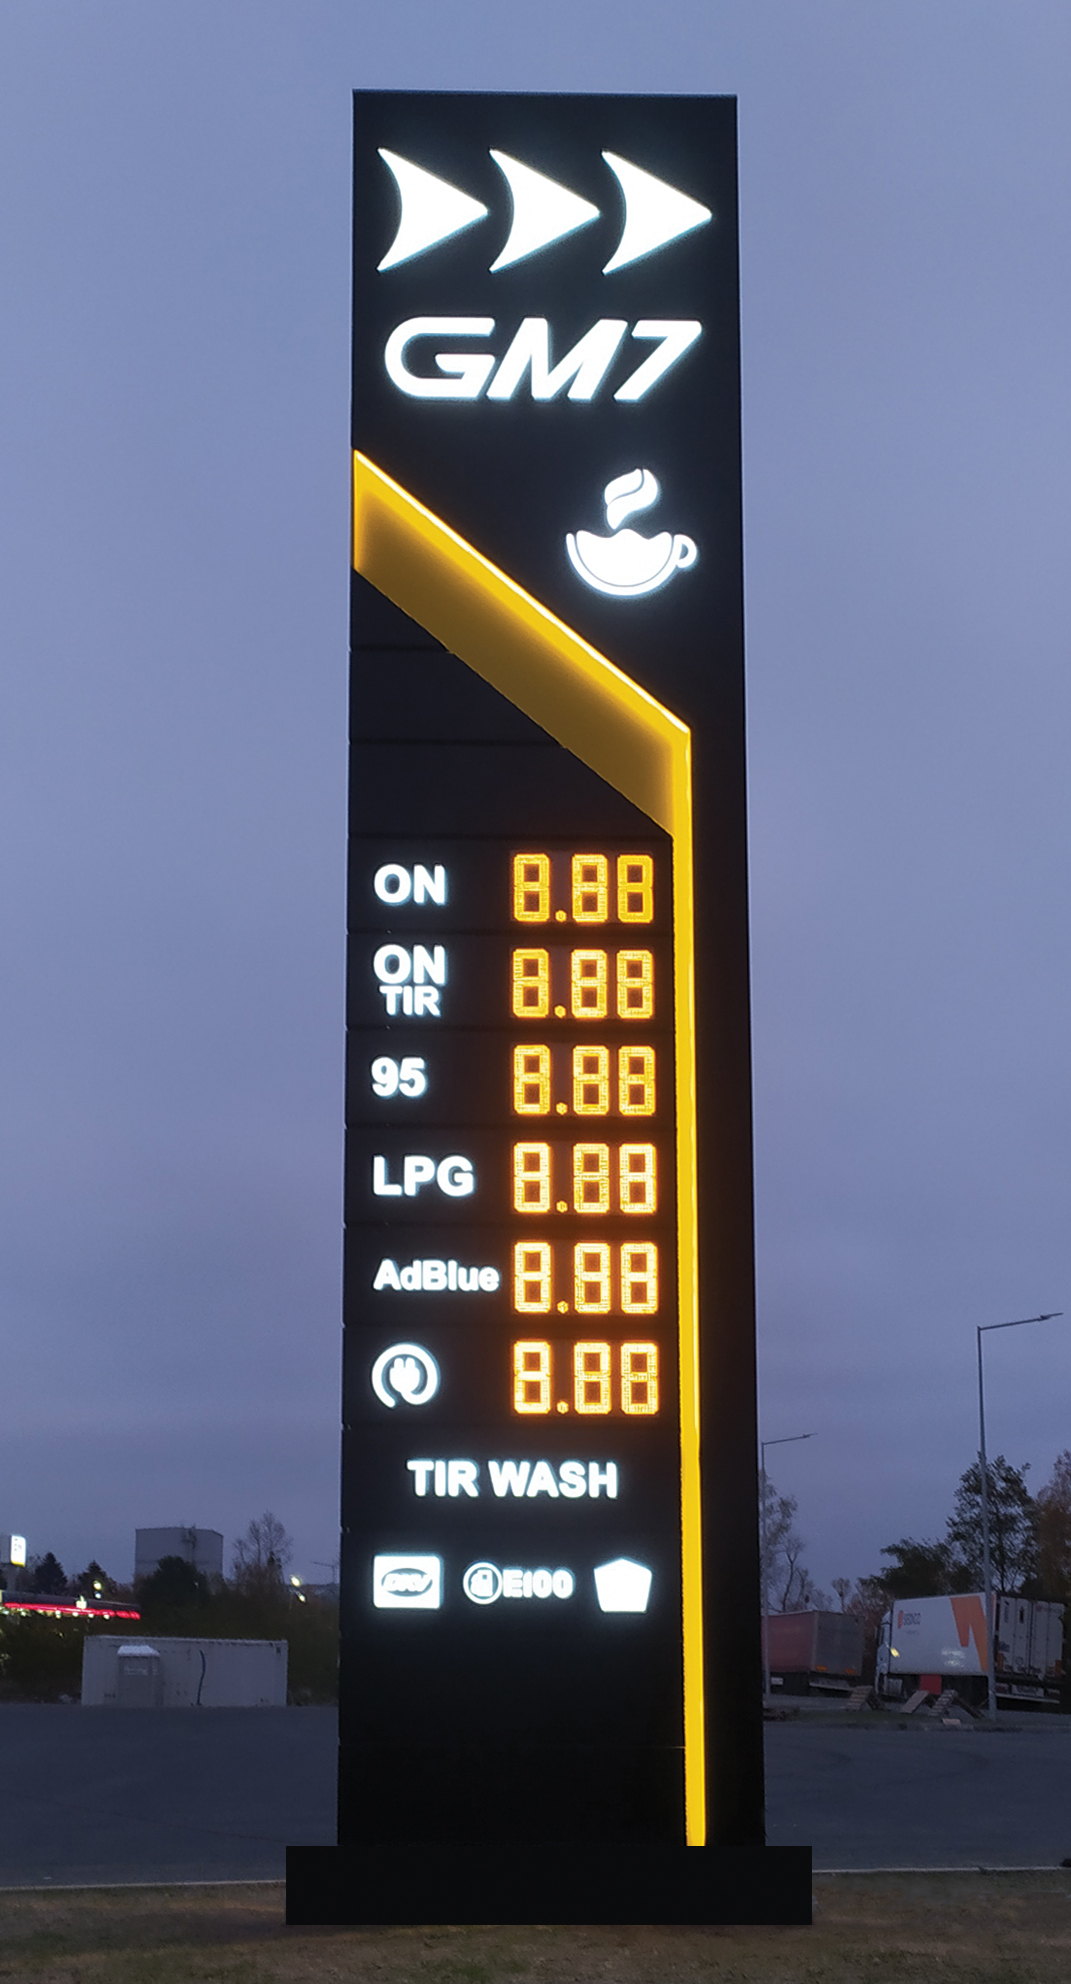 GM7
ON 8.88
ON 8.88
TIR
95 8.88
LPG 8.88
AdBlue 8.88
8.88
TIR WASH
DKV E100